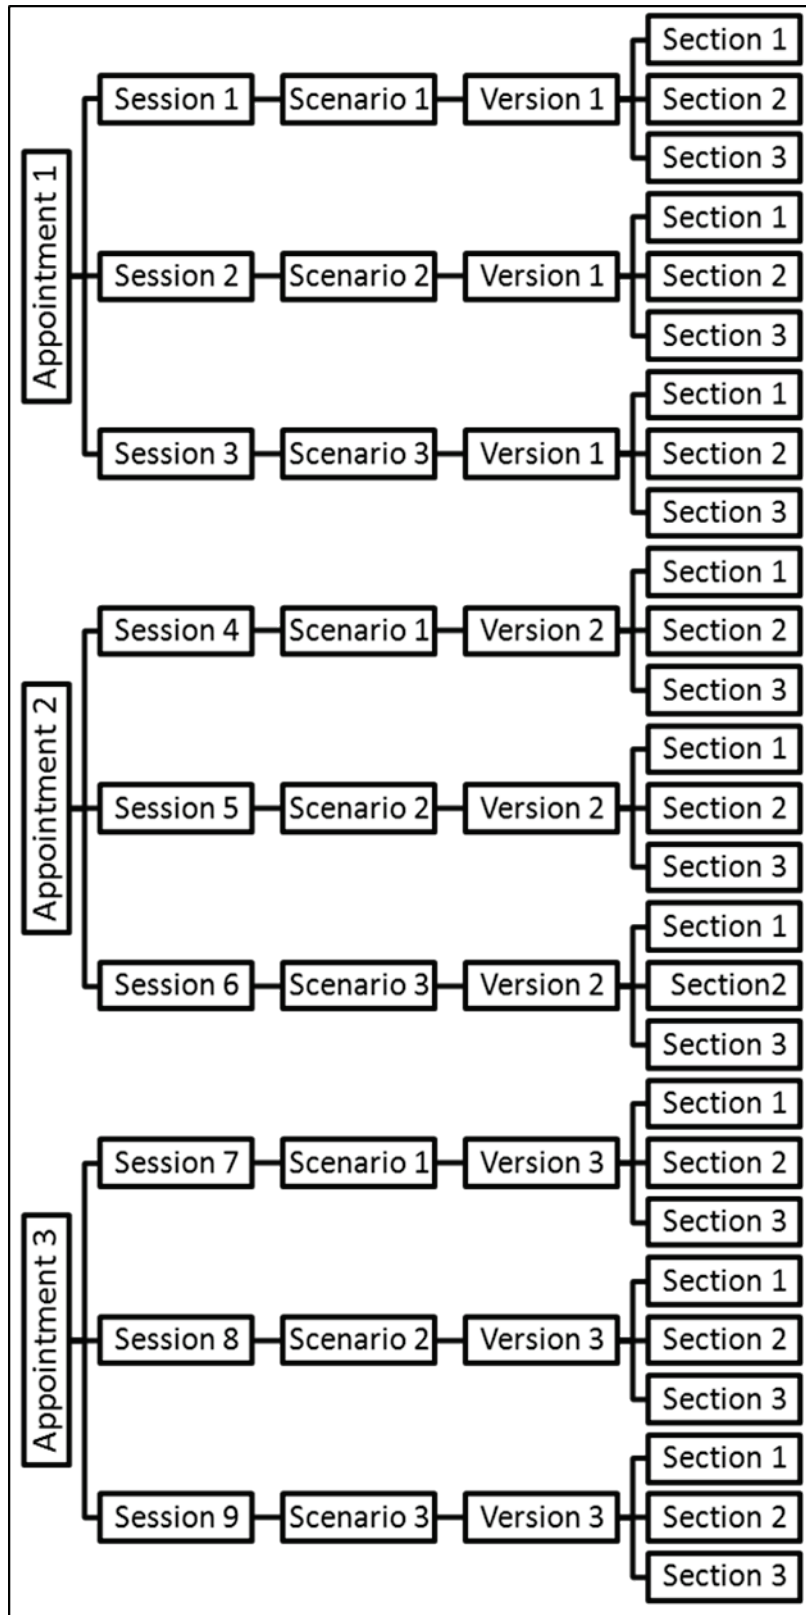 Appointment 1
Session 1
Scenario 1
Version 1
Section 1
Section 2
Section 3
Session 2
Scenario 2
Version 1
Section 1
Section 2
Section 3
Session 3
Scenario 3
Version 1
Section 1
Section 2
Section 3
Appointment 2
Session 4
Scenario 1
Version 2
Section 1
Section 2
Section 3
Session 5
Scenario 2
Version 2
Section 1
Section 2
Section 3
Session 6
Scenario 3
Version 2
Section 1
Section2
Section 3
Appointment 3
Session 7
Scenario 1
Version 3
Section 1
Section 2
Section 3
Session 8
Scenario 2
Version 3
Section 1
Section 2
Section 3
Session 9
Scenario 3
Version 3
Section 1
Section 2
Section 3